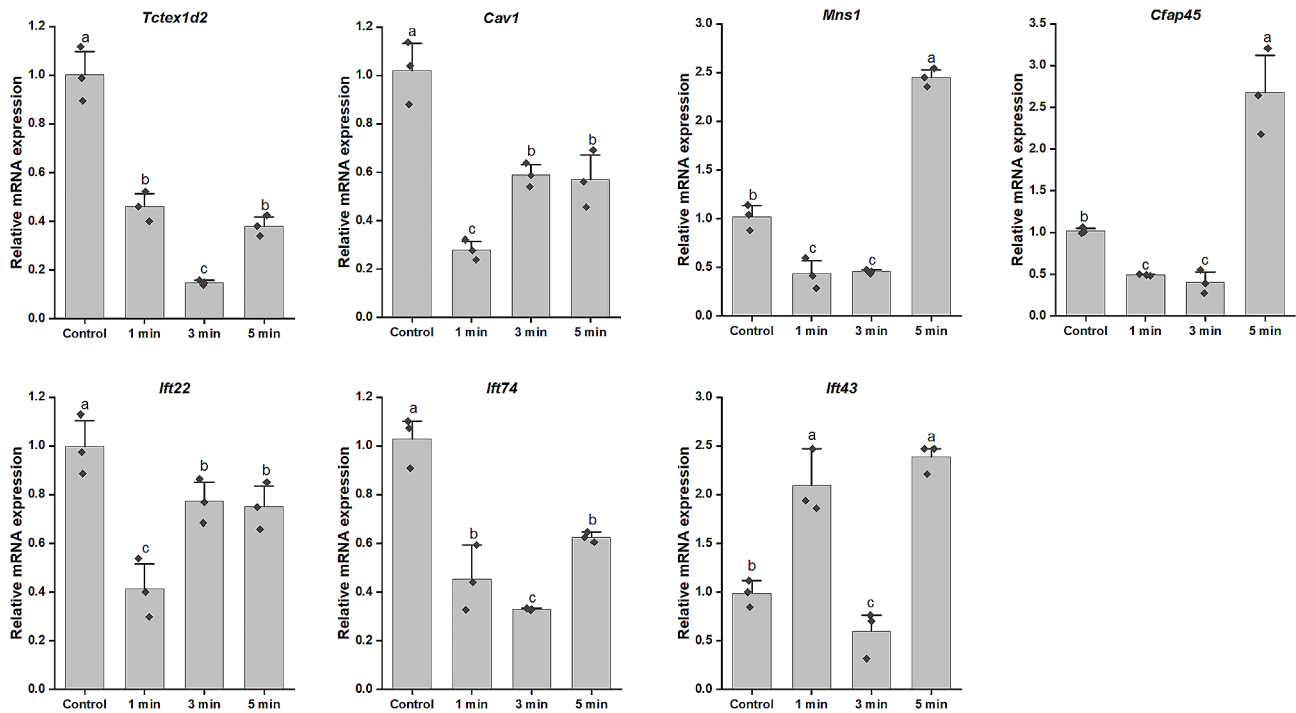 Tctex1d2
Relative mRNA expression
1.2
1.0
0.8
0.6
0.4
0.2
0.0
a
b
c
b
Control 1 min 3 min 5 min
Cav1
Relative mRNA expression
1.2
1.0
0.8
0.6
0.4
0.2
0.0
a
c
b
b
Control 1 min 3 min 5 min
Mns1
Relative mRNA expression
3.0
2.5
2.0
1.5
1.0
0.5
0.0
b
c
c
a
Control 1 min 3 min 5 min
Cfap45
Relative mRNA expression
3.5
3.0
2.5
2.0
1.5
1.0
0.5
0.0
b
c
c
a
Control 1 min 3 min 5 min
Ift22
Relative mRNA expression
1.2
1.0
0.8
0.6
0.4
0.2
0.0
a
c
b
b
Control 1 min 3 min 5 min
Ift74
Relative mRNA expression
1.2
1.0
0.8
0.6
0.4
0.2
0.0
a
b
c
b
Control 1 min 3 min 5 min
Ift43
Relative mRNA expression
3.0
2.5
2.0
1.5
1.0
0.5
0.0
b
a
c
a
Control 1 min 3 min 5 min